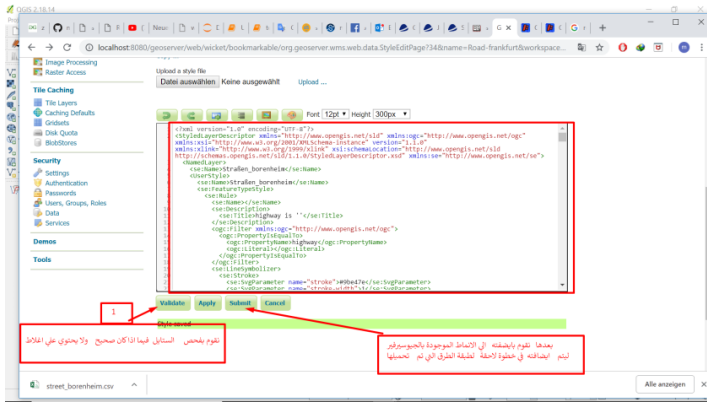 QGIS 2.18.14
localhost:8080/geoserver/web/wicket/bookmarkable/org.geoserver.wms.web.data.StyleEditPage?34&name=Road-frankfurt&workspace...
Image Processing
Raster Access
Tile Caching
Tile Layers
Caching Defaults
Gridsets
Disk Quota
BlobStores
Security
Settings
Authentication
Passwords
Users, Groups, Roles
Data
Services
Demos
Tools
Upload a style file
Datei auswählen Keine ausgewählt Upload ...
Font 12pt Height 300px
<?xml version="1.0" encoding="UTF-8"?>
<StyledLayerDescriptor xmlns="http://www.opengis.net/sld" xmlns:ogc="http://www.opengis.net/ogc"
xmlns:xsi="http://www.w3.org/2001/XMLSchema-instance" version="1.1.0"
xmlns:xlink="http://www.w3.org/1999/xlink" xsi:schemaLocation="http://www.opengis.net/sld
http://schemas.opengis.net/sld/1.1.0/StyledLayerDescriptor.xsd" xmlns:se="http://www.opengis.net/se">
<NamedLayer>
<se:Name>Straßen_borenheim</se:Name>
<UserStyle>
<se:Name>Straßen_borenheim</se:Name>
<se:FeatureTypeStyle>
<se:Rule>
<se:Name></se:Name>
<se:Description>
<se:Title>highway is ''</se:Title>
</se:Description>
<ogc:Filter xmlns:ogc="http://www.opengis.net/ogc">
<ogc:PropertyIsEqualTo>
<ogc:PropertyName>highway</ogc:PropertyName>
<ogc:Literal></ogc:Literal>
</ogc:PropertyIsEqualTo>
</ogc:Filter>
<se:LineSymbolizer>
<se:Stroke>
<se:SvgParameter name="stroke">#9be47e</se:SvgParameter>
<se:SvgParameter name="stroke-width">1</se:SvgParameter>
Validate Apply Submit Cancel
1
Style saved
نقوم بفحص الستايل فيما اذا كان صحيح ولا يحتوي على اغلاط
بعدها نقوم بايضفته الى الانماط الموجودة بالجيوسيرفير
ليتم ايضافته في خطوة لاحقة لطبقة الطرق التي تم تحميلها
street_borenheim.csv
Alle anzeigen